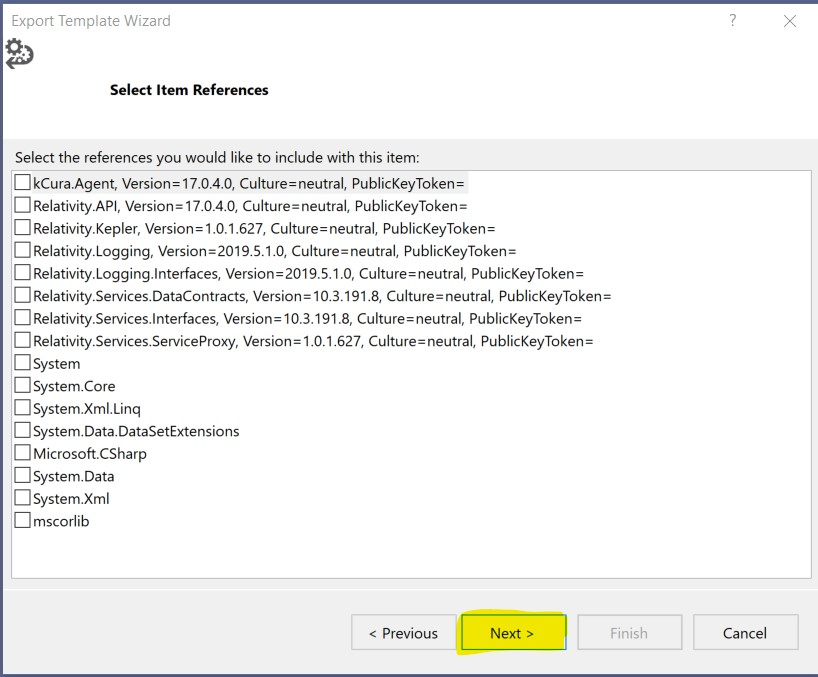 Export Template Wizard
?
Select Item References
Select the references you would like to include with this item:
kCura.Agent, Version=17.0.4.0, Culture=neutral, PublicKeyToken=
Relativity.API, Version=17.0.4.0, Culture=neutral, PublicKeyToken=
Relativity.Kepler, Version=1.0.1.627, Culture=neutral, PublicKeyToken=
Relativity.Logging, Version=2019.5.1.0, Culture=neutral, PublicKeyToken=
Relativity.Logging.Interfaces, Version=2019.5.1.0, Culture=neutral, PublicKeyToken=
Relativity.Services.DataContracts, Version=10.3.191.8, Culture=neutral, PublicKeyToken=
Relativity.Services.Interfaces, Version=10.3.191.8, Culture=neutral, PublicKeyToken=
Relativity.Services.ServiceProxy, Version=1.0.1.627, Culture=neutral, PublicKeyToken=
System
System.Core
System.Xml.Linq
System.Data.DataSetExtensions
Microsoft.CSharp
System.Data
System.Xml
mscorlib
< Previous
Next >
Finish
Cancel